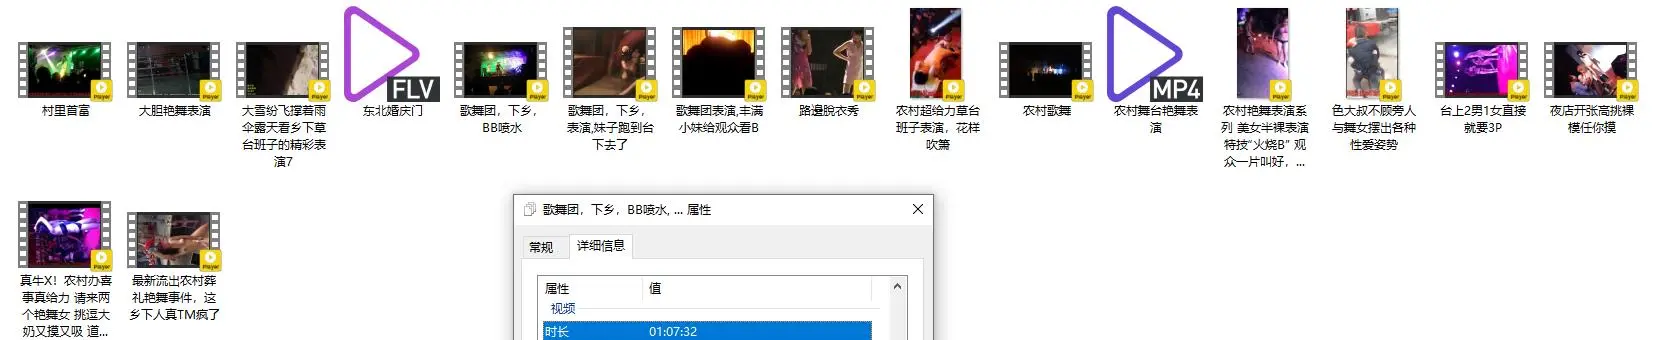 FLV
MP4
村里首富
大胆艳舞表演
大雪纷飞撑着雨
伞露天看乡下草
台班子的精彩表
演7
东北婚庆门
歌舞团，下乡，
BB喷水
歌舞团，下乡，
表演,妹子跑到台
下去了
歌舞团表演,丰满
小妹给观众看B
路邊脫衣秀
农村超给力草台
班子表演，花样
吹箫
农村歌舞
农村舞台艳舞表
演
农村艳舞表演系
列 美女半裸表演
特技“火烧B” 观
众一片叫好，...
色大叔不顾旁人
与舞女摆出各种
性爱姿势
台上2男1女直接
就要3P
夜店开张高挑裸
模任你摸
真牛X！农村办喜
事真给力 请来两
个艳舞女 挑逗大
奶又摸又吸 道...
最新流出农村葬
礼艳舞事件，这
乡下人真TM疯了
歌舞团，下乡，BB喷水, ... 属性
常规 详细信息
属性 值
视频
时长 01:07:32